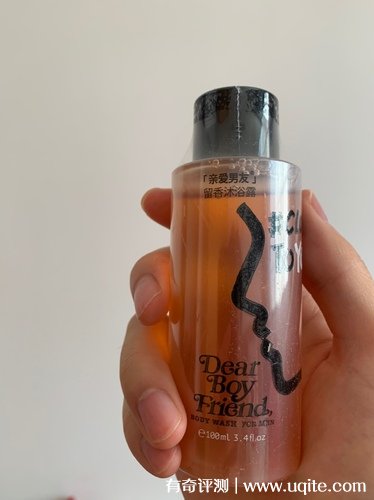 「亲爱男友」
留香沐浴露
Dear
Boy
Friend,
BODY WASH FOR MEN
℮100ml 3.4fl.oz
有奇评测 | www.uqite.com